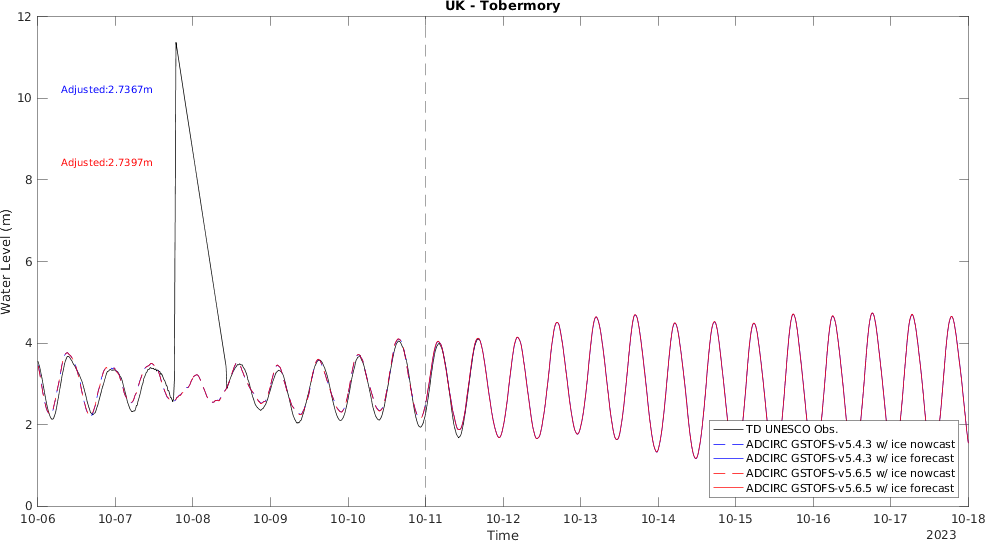 UK - Tobermory
12
Adjusted:2.7367m
10
Adjusted:2.7397m
8
Water Level (m)
6
4
2
TD UNESCO Obs.
ADCIRC GSTOFS-v5.4.3 w/ ice nowcast
ADCIRC GSTOFS-v5.4.3 w/ ice forecast
ADCIRC GSTOFS-v5.6.5 w/ ice nowcast
ADCIRC GSTOFS-v5.6.5 w/ ice forecast
0
10-06 10-07 10-08 10-09 10-10 10-11 10-12 10-13 10-14 10-15 10-16 10-17 10-18
Time 2023